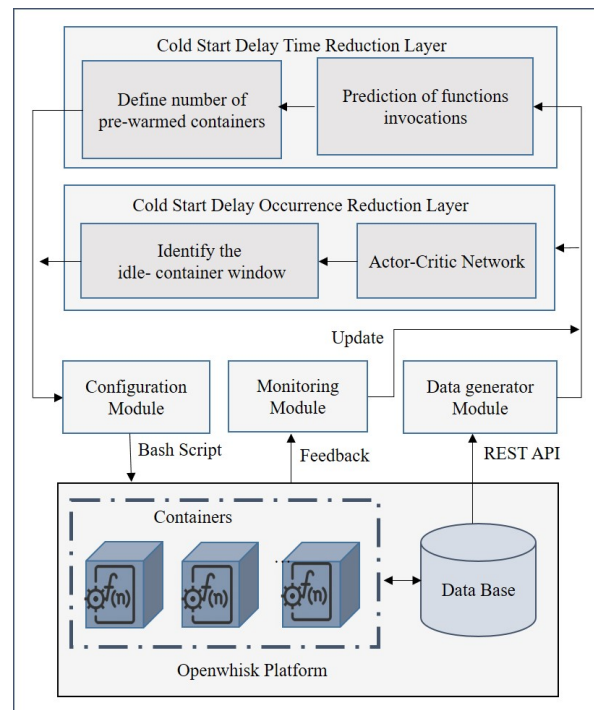 Cold Start Delay Time Reduction Layer
Define number of
pre-warmed containers
Prediction of functions
invocations
Cold Start Delay Occurrence Reduction Layer
Identify the
idle- container window
Actor-Critic Network
Update
Configuration
Module
Monitoring
Module
Data generator
Module
Bash Script
Feedback
REST API
Containers
...
f(n)
f(n)
f(n)
Data Base
Openwhisk Platform